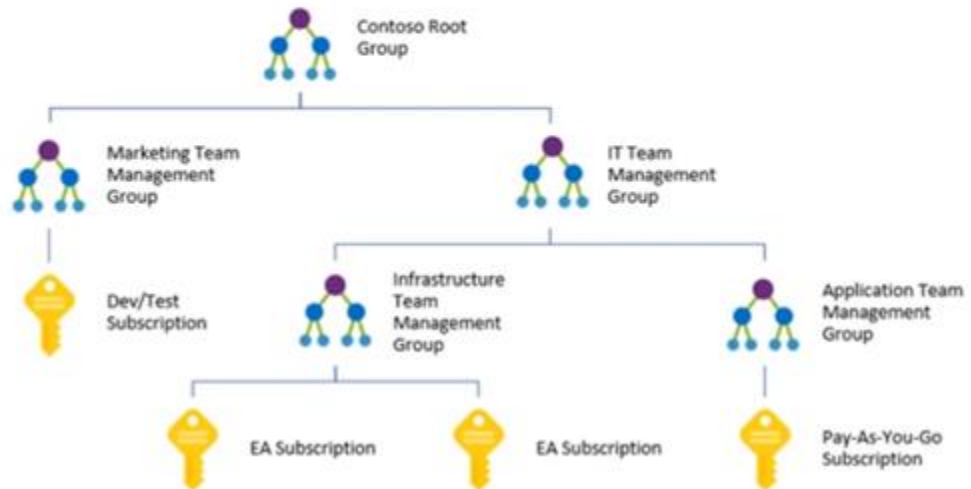 Contoso Root
Group
Marketing Team
Management
Group
IT Team
Management
Group
Dev/Test
Subscription
Infrastructure
Team
Management
Group
Application Team
Management
Group
EA Subscription
EA Subscription
Pay-As-You-Go
Subscription